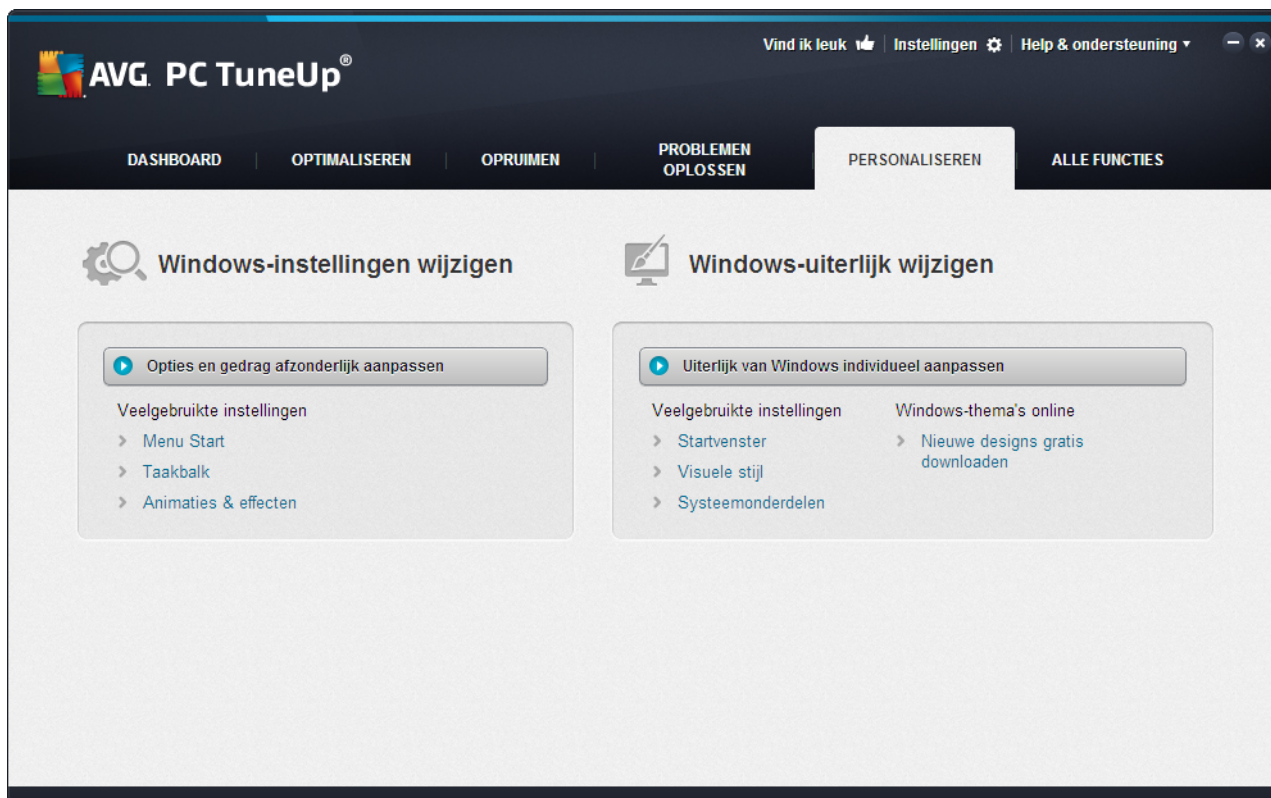 Vind ik leuk Instellingen Help & ondersteuning
AVG. PC TuneUp®
DASHBOARD OPTIMALISEREN OPRUIMEN PROBLEMEN OPLOSSEN PERSONALISEREN ALLE FUNCTIES
Windows-instellingen wijzigen
Opties en gedrag afzonderlijk aanpassen
Veelgebruikte instellingen
Menu Start
Taakbalk
Animaties & effecten
Windows-uiterlijk wijzigen
Uiterlijk van Windows individueel aanpassen
Veelgebruikte instellingen
Startvenster
Visuele stijl
Systeemonderdelen
Windows-thema's online
Nieuwe designs gratis
downloaden